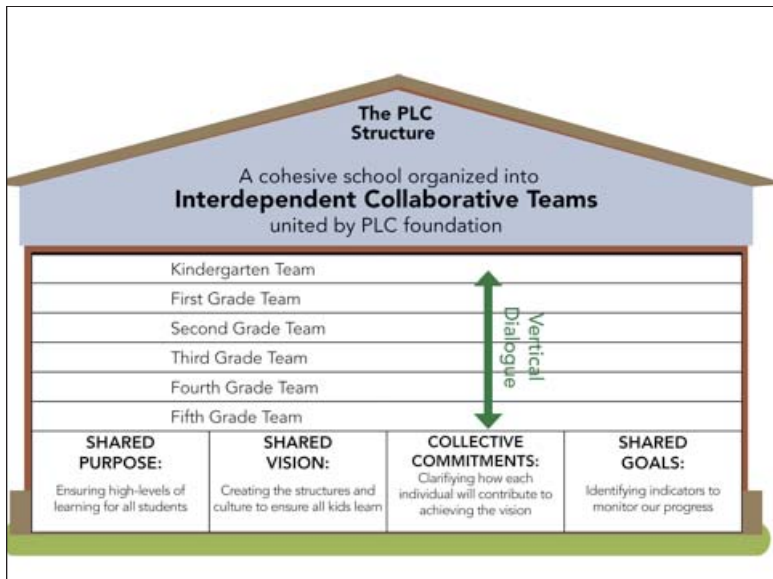 The PLC
Structure
A cohesive school organized into
Interdependent Collaborative Teams
united by PLC foundation
Kindergarten Team
First Grade Team
Second Grade Team
Third Grade Team
Fourth Grade Team
Fifth Grade Team
Vertical
Dialogue
SHARED
PURPOSE:
Ensuring high-levels of
learning for all students
SHARED
VISION:
Creating the structures and
culture to ensure all kids learn
COLLECTIVE
COMMITMENTS:
Clarifiying how each
individual will contribute to
achieving the vision
SHARED
GOALS:
Identifying indicators to
monitor our progress